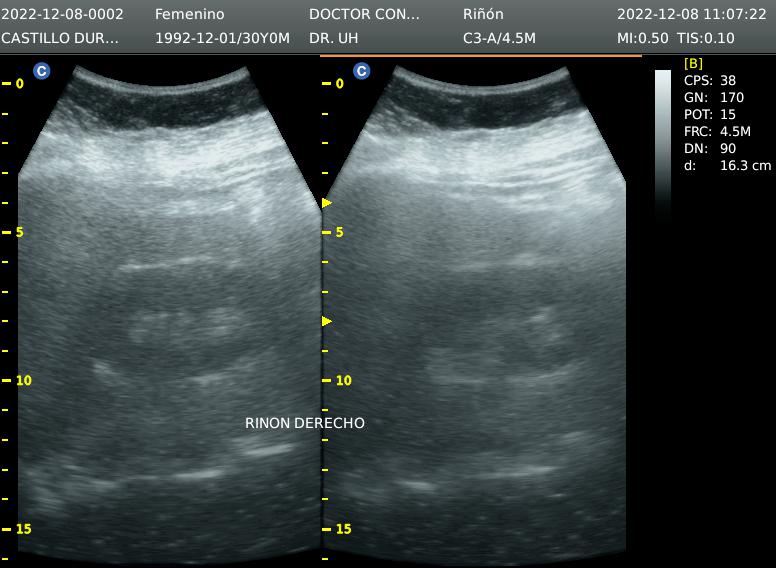 2022-12-08-0002 Femenino DOCTOR CON... Riñón 2022-12-08 11:07:22
CASTILLO DUR... 1992-12-01/30Y0M DR. UH C3-A/4.5M MI:0.50 TIS:0.10
C
C
0
5
10
15
0
5
10
15
[B]
CPS: 38
GN: 170
POT: 15
FRC: 4.5M
DN: 90
d: 16.3 cm
RINON DERECHO